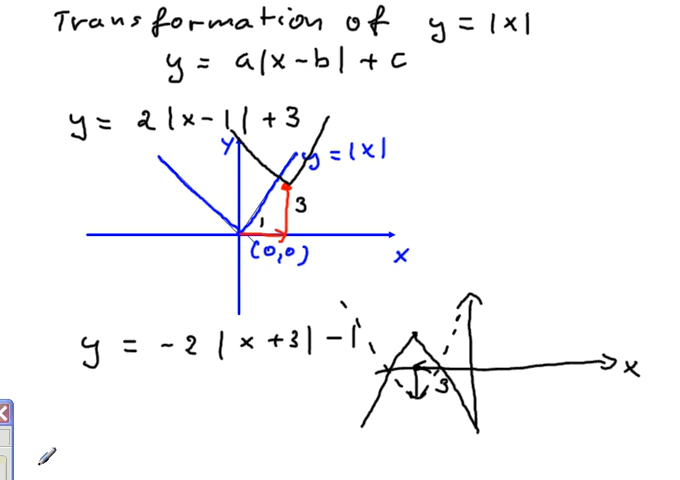 Transformation of y = |x|
y = a|x-b| + c
y = 2|x-1| + 3
y
y = |x|
3
1
(0,0)
x
y = -2|x+3| -1
3
x